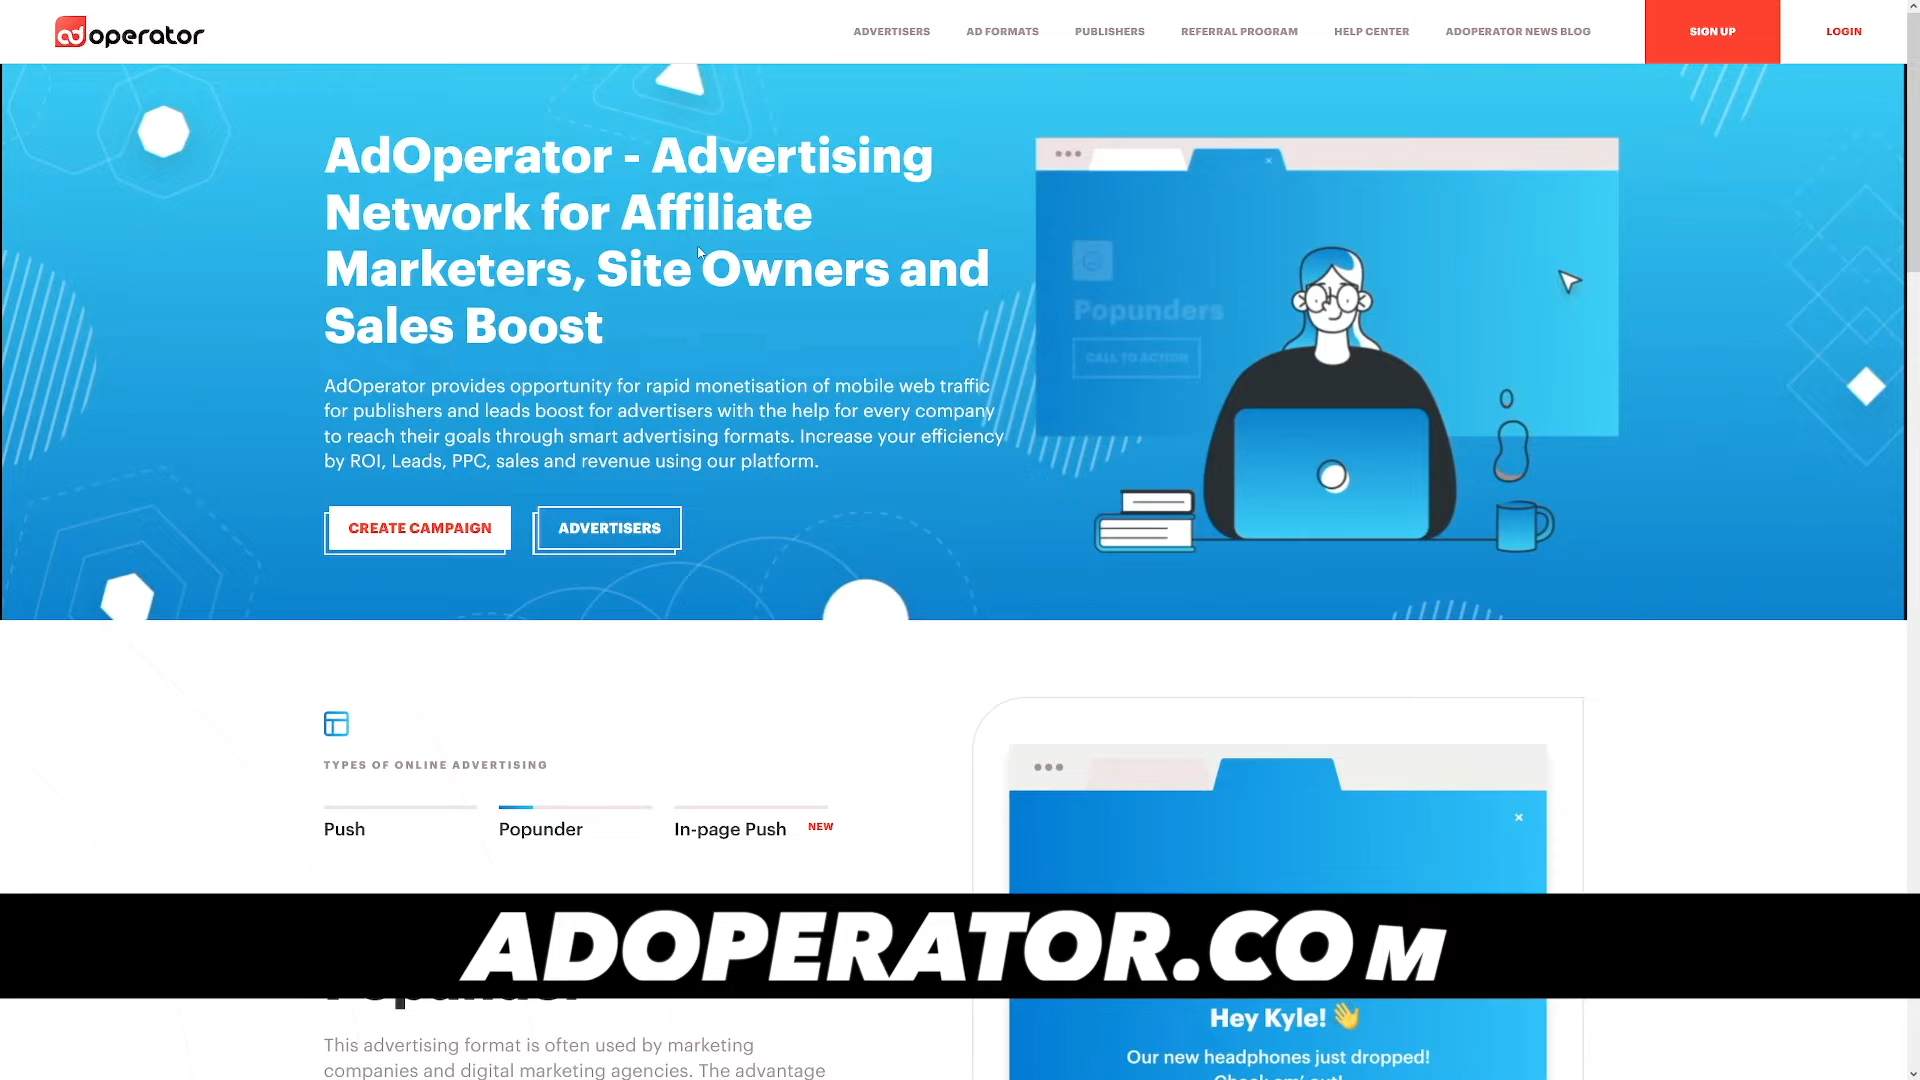 adoperator
ADVERTISERS
AD FORMATS
PUBLISHERS
REFERRAL PROGRAM
HELP CENTER
ADOPERATOR NEWS BLOG
SIGN UP
LOGIN
AdOperator - Advertising
Network for Affiliate
Marketers, Site Owners and
Sales Boost
AdOperator provides opportunity for rapid monetisation of mobile web traffic
for publishers and leads boost for advertisers with the help for every company
to reach their goals through smart advertising formats. Increase your efficiency
by ROI, Leads, PPC, sales and revenue using our platform.
CREATE CAMPAIGN
ADVERTISERS
Popunders
CALL TO ACTION
TYPES OF ONLINE ADVERTISING
Push
Popunder
In-page Push NEW
ADOPERATOR.COM
This advertising format is often used by marketing
companies and digital marketing agencies. The advantage
Hey Kyle! 👋
Our new headphones just dropped!